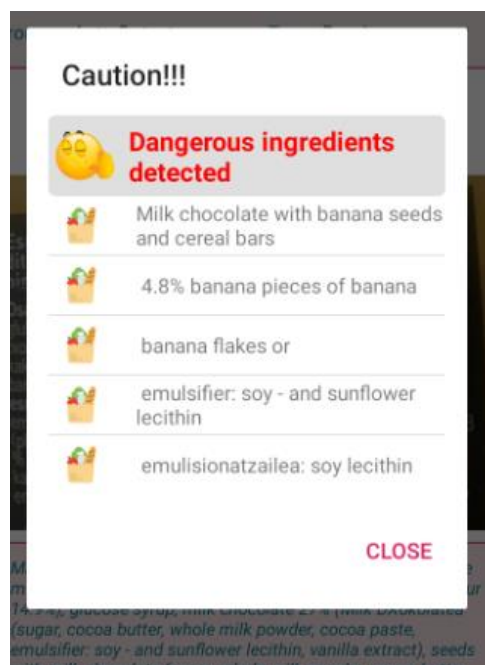 Caution!!!
Dangerous ingredients
detected
Milk chocolate with banana seeds
and cereal bars
4.8% banana pieces of banana
banana flakes or
emulsifier: soy - and sunflower
lecithin
emulisionatzailea: soy lecithin
CLOSE
14.9%), glucose syrup, milk chocolate 27% (Milk
(sugar, cocoa butter, whole milk powder, cocoa paste,
emulsifier: soy - and sunflower lecithin, vanilla extract), seeds